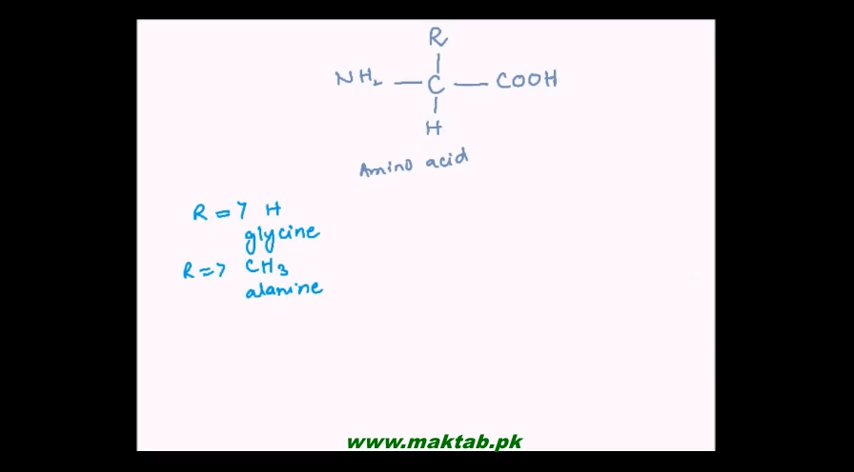 R
NH₂ — C — COOH
H
Amino acid
R => H
glycine
R => CH₃
alanine
www.maktab.pk